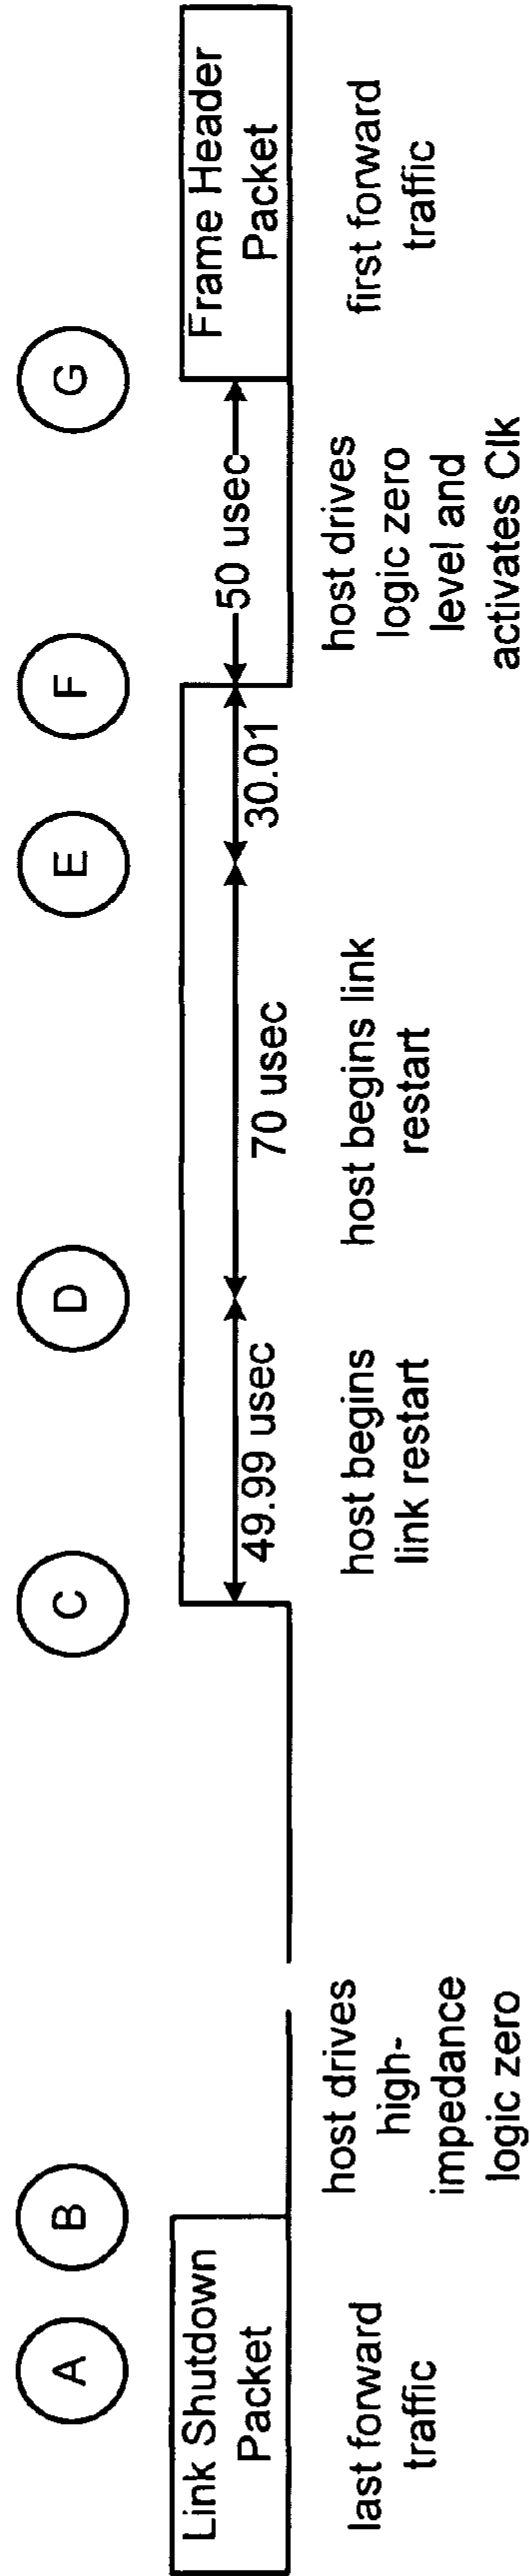 A
B
C
D
E
F
G
Link Shutdown
Packet
49.99 usec
70 usec
30.01
50 usec
Frame Header
Packet
last forward
traffic
host drives
high-
impedance
logic zero
host begins
link restart
host begins link
restart
host drives
logic zero
level and
activates Clk
first forward
traffic